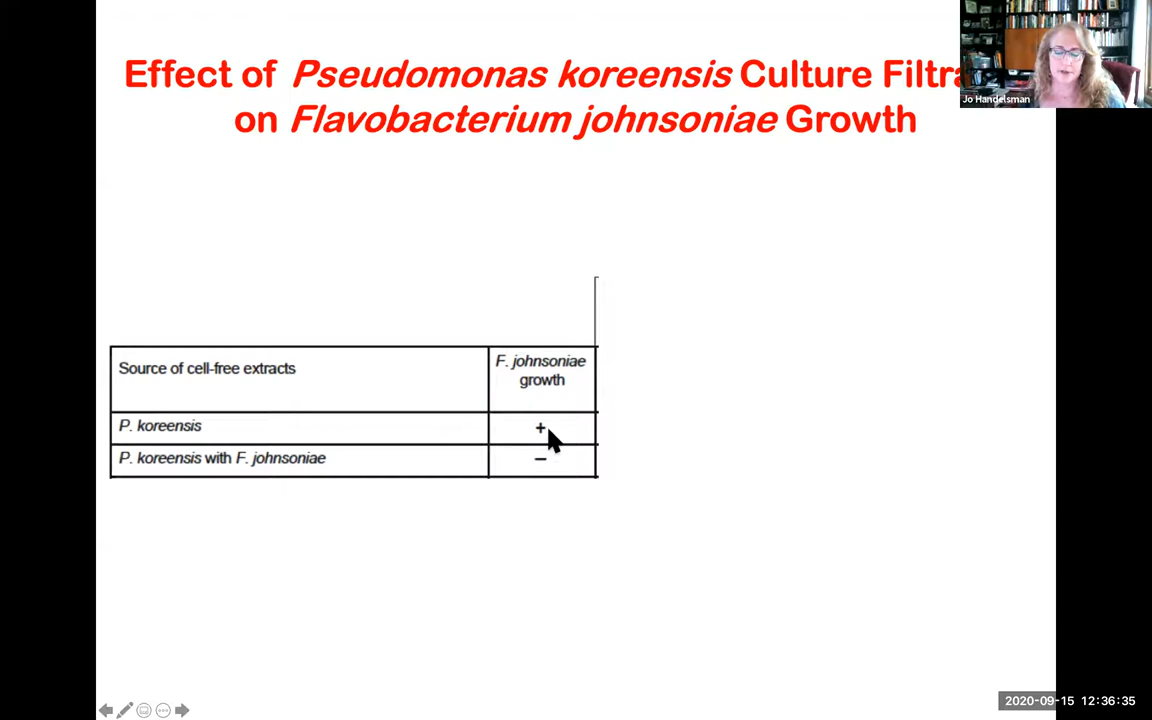 Effect of Pseudomonas koreensis Culture Filtra
on Flavobacterium johnsoniae Growth
Jo Handelsman
Source of cell-free extracts
F. johnsoniae
growth
P. koreensis
+
P. koreensis with F. johnsoniae
–
2020-09-15 12:36:35